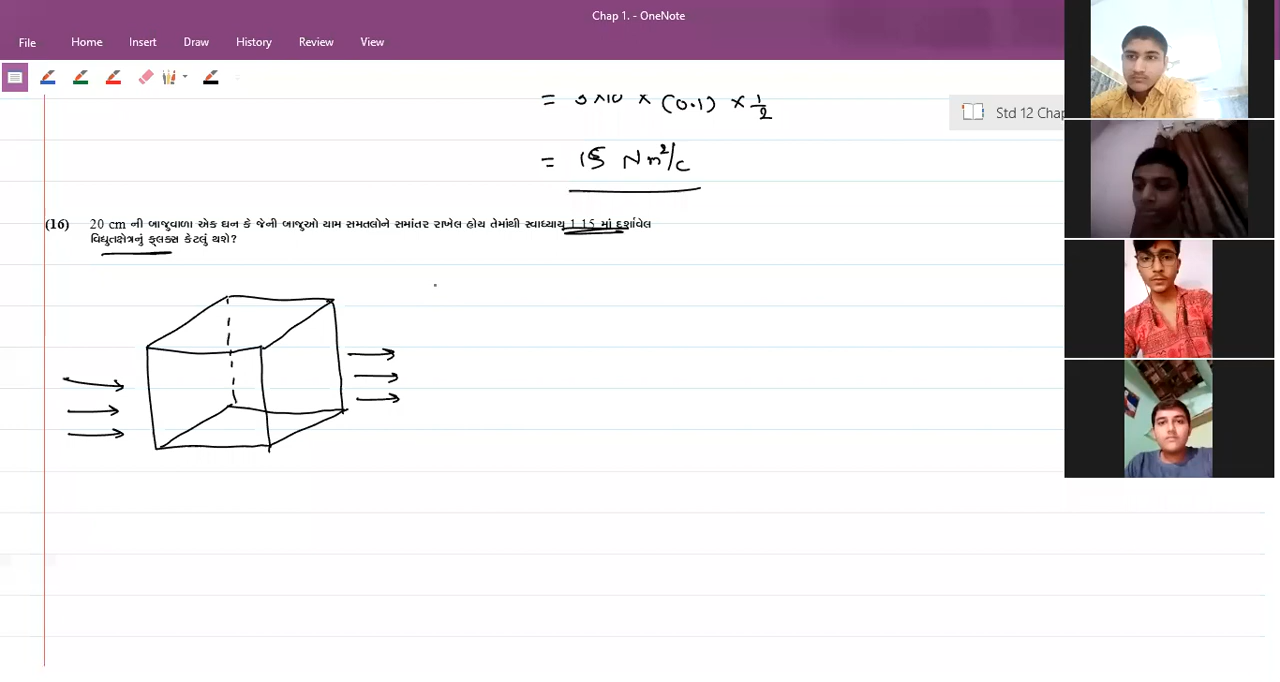 Chap 1. - OneNote
File Home Insert Draw History Review View
Std 12 Chap
= 3 × 10 × (0.1) × 1/2
= 15 Nm²/C
(16) 20 cm ની બાજુવાળા એક ઘન કે જેની બાજુઓ યામ સમતલોને સમાંતર રાખેલ હોય તેમાંથી સ્વાધ્યાય 1.15 માં દર્શાવેલ
વિદ્યુતક્ષેત્રનું ફ્લક્સ કેટલું થશે?